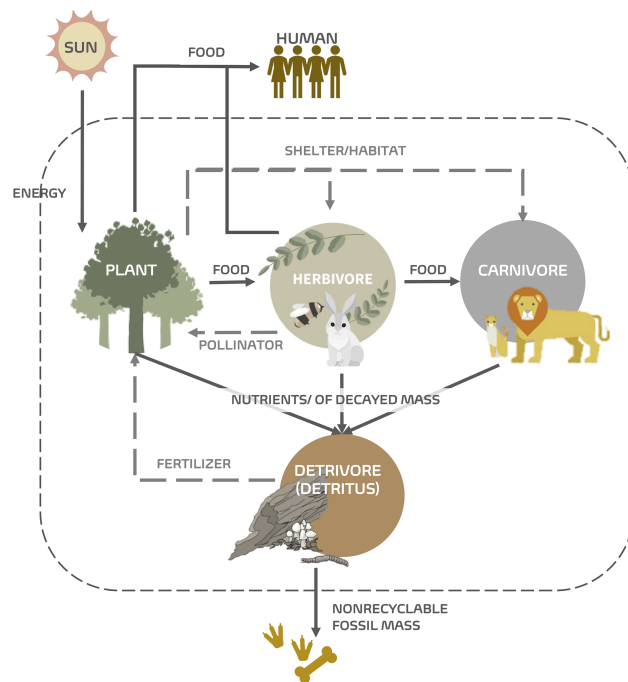 HUMAN
SUN
FOOD
SHELTER/HABITAT
ENERGY
PLANT
FOOD
HERBIVORE
FOOD
CARNIVORE
POLLINATOR
NUTRIENTS/ OF DECAYED MASS
FERTILIZER
DETRIVORE
(DETRITUS)
NONRECYCLABLE
FOSSIL MASS